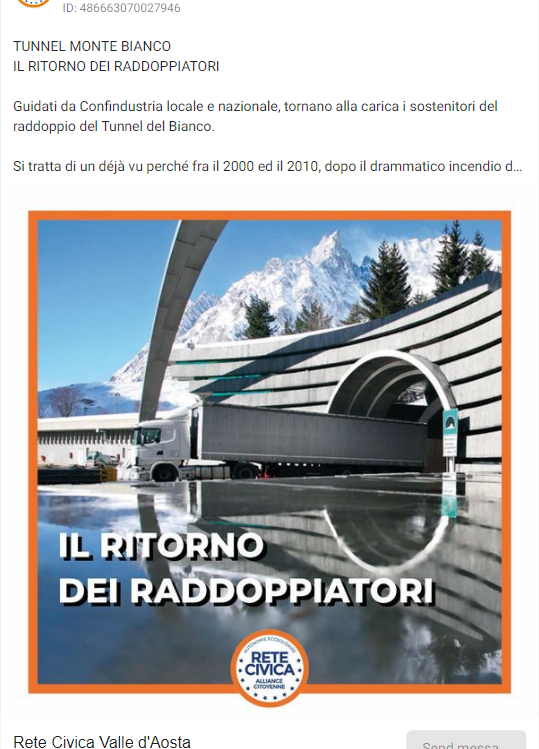 ID: 486663070027946
TUNNEL MONTE BIANCO
IL RITORNO DEI RADDOPPIATORI
Guidati da Confindustria locale e nazionale, tornano alla carica i sostenitori del
raddoppio del Tunnel del Bianco.
Si tratta di un déjà vu perché fra il 2000 ed il 2010, dopo il drammatico incendio d...
IL RITORNO
DEI RADDOPPIATORI
RETE
CIVICA
ALLIANCE
CITOYENNE
Rete Civica Valle d'Aosta
Send messa...